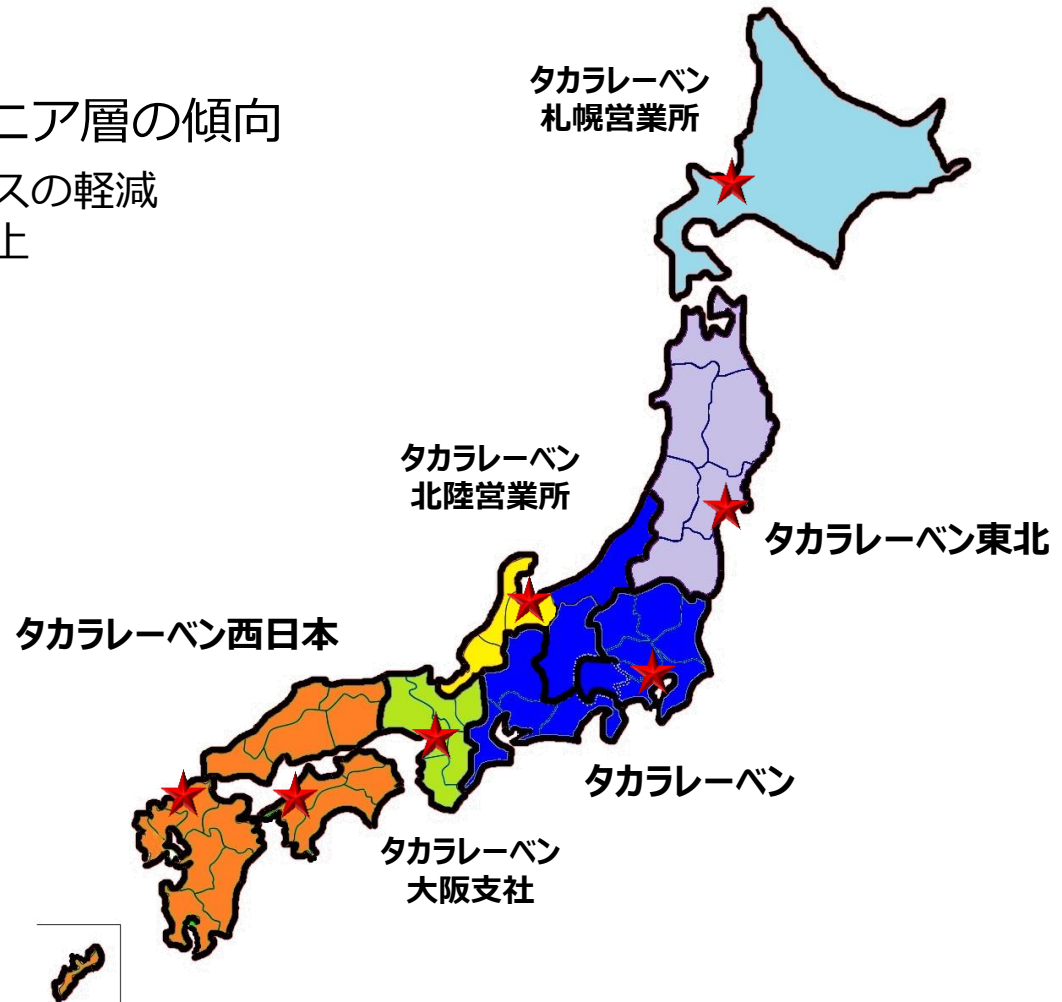 ニア層の傾向
スの軽減
上
タカラレーベン
札幌営業所
タカラレーベン
北陸営業所
タカラレーベン東北
タカラレーベン西日本
タカラレーベン
タカラレーベン
大阪支社